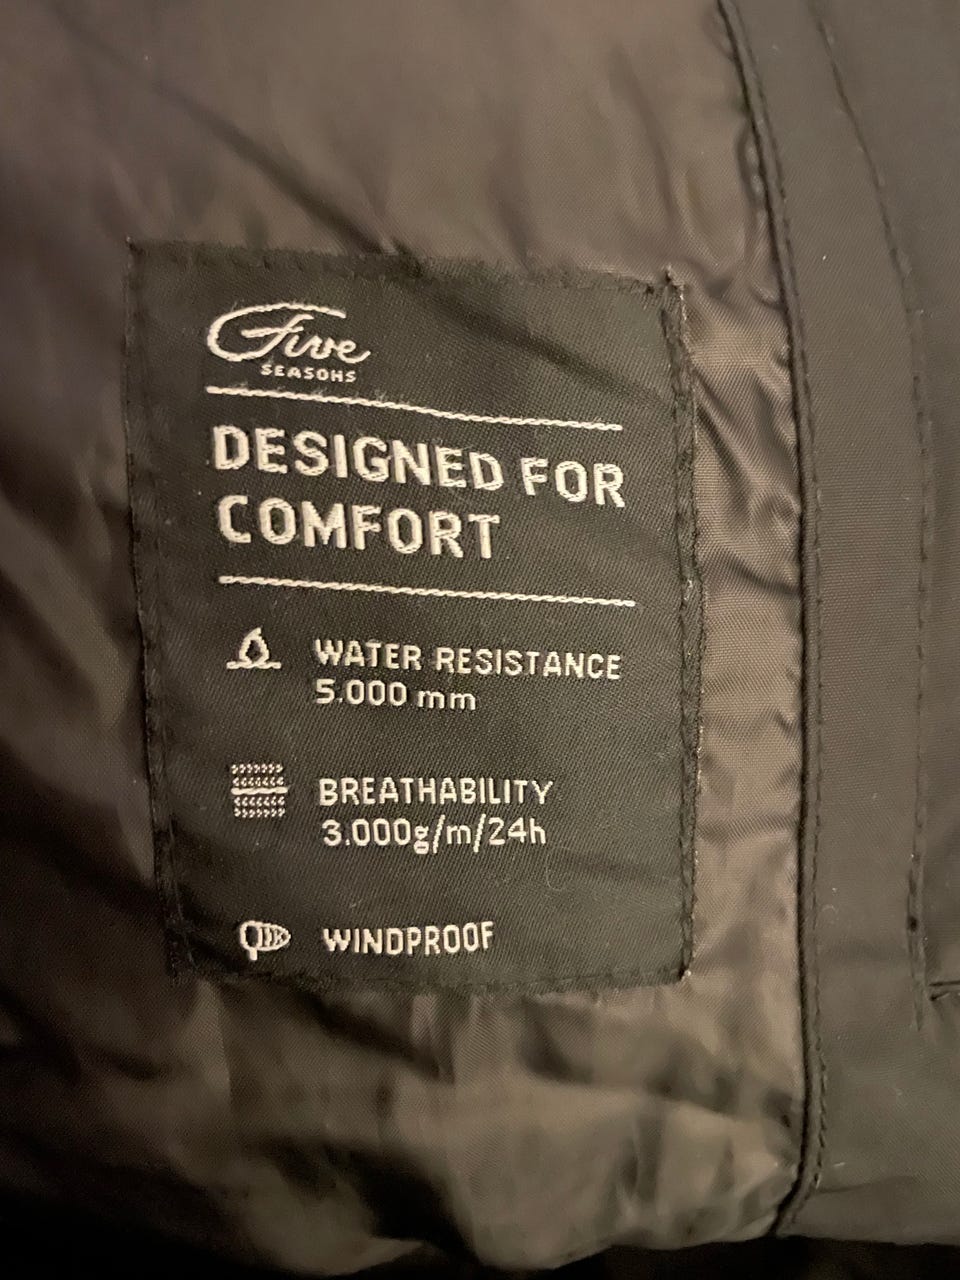 Five
SEASONS
DESIGNED FOR
COMFORT
WATER RESISTANCE
5.000 mm
BREATHABILITY
3.000g/m/24h
WINDPROOF